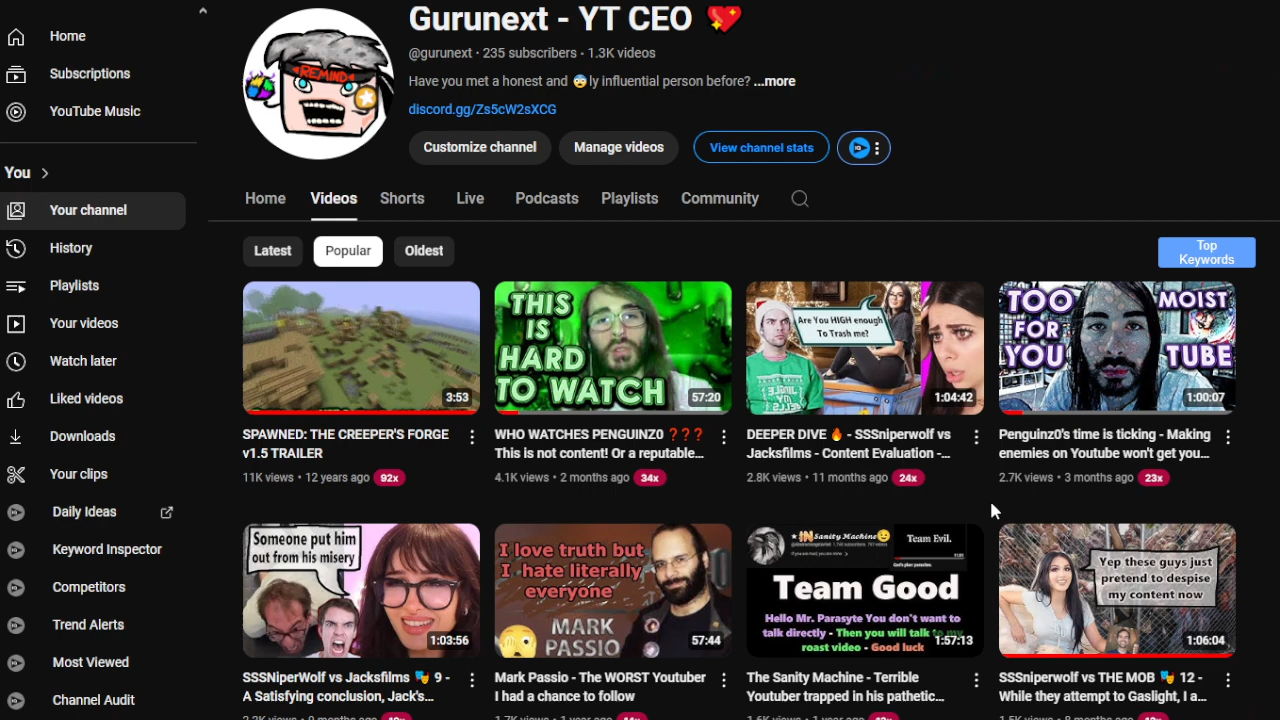 Home
Subscriptions
YouTube Music
You
Your channel
History
Playlists
Your videos
Watch later
Liked videos
Downloads
Your clips
Daily Ideas
Keyword Inspector
Competitors
Trend Alerts
Most Viewed
Channel Audit
REMIND
Gurunext - YT CEO 💖
@gurunext · 235 subscribers · 1.3K videos
Have you met a honest and 😨ly influential person before? ...more
discord.gg/Zs5cW2sXCG
Customize channel
Manage videos
View channel stats
Home
Videos
Shorts
Live
Podcasts
Playlists
Community
Latest
Popular
Oldest
Top
Keywords
3:53
SPAWNED: THE CREEPER'S FORGE
v1.5 TRAILER
11K views • 12 years ago 92x
THIS
IS
HARD
TO WATCH
57:20
WHO WATCHES PENGUINZ0 ❓❓❓
This is not content! Or a reputable...
4.1K views • 2 months ago 34x
Are You HIGH enough
To Trash me?
1:04:42
DEEPER DIVE 🔥 - SSSniperwolf vs
Jacksfilms - Content Evaluation -...
2.8K views • 11 months ago 24x
TOO
FOR
YOU
MOIST
TUBE
1:00:07
Penguinz0's time is ticking - Making
enemies on Youtube won't get you...
2.7K views • 3 months ago 23x
Someone put him
out from his misery
1:03:56
SSSNiperWolf vs Jacksfilms 🎭 9 -
A Satisfying conclusion, Jack's...
I love truth but
I hate literally
everyone
MARK
PASSIO
57:44
Mark Passio - The WORST Youtuber
I had a chance to follow
1.7K views • 1 year ago
IN Sanity Machine
Team Evil.
Team Good
Hello Mr. Parasyte You don't want to
talk directly - Then you will talk
roast video - Good luck
1:57:13
The Sanity Machine - Terrible
Youtuber trapped in his pathetic...
1.6K views • 1 year ago
Yep these guys just
pretend to despise
my content now
1:06:04
SSSniperwolf vs THE MOB 🎭 12 -
While they attempt to Gaslight, I a...
1.5K views • 8 months ago